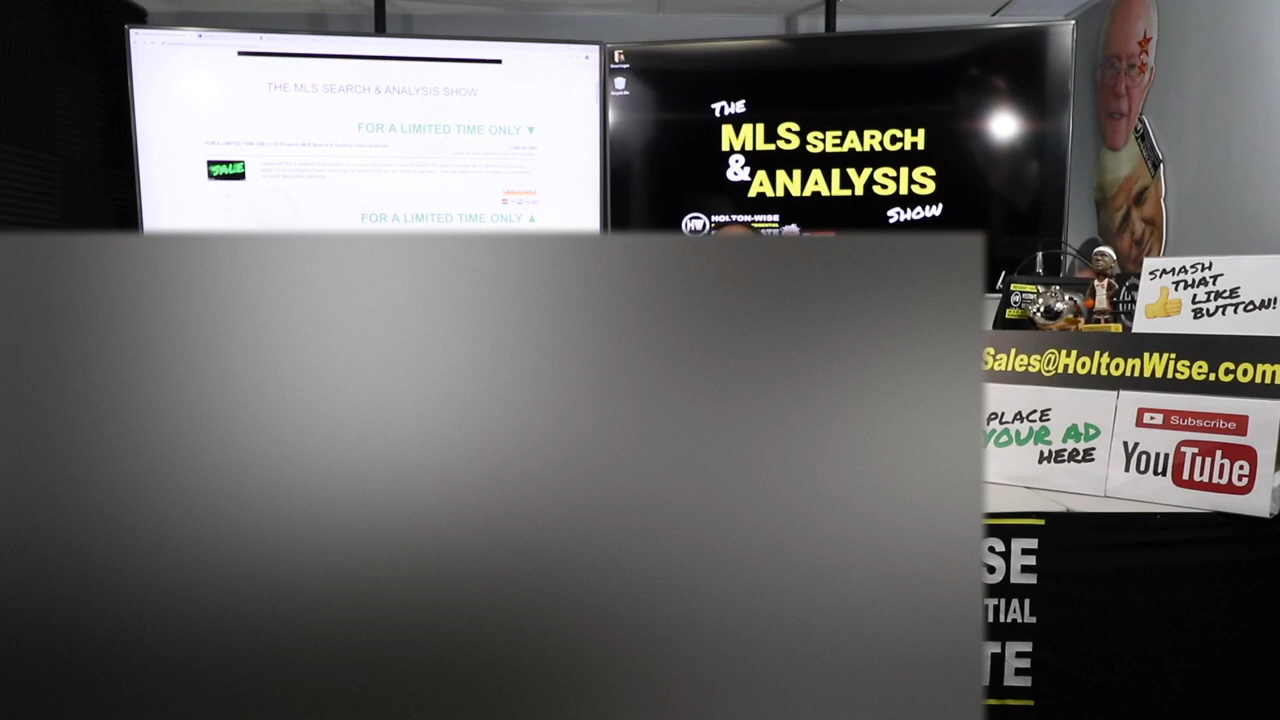 THE MLS SEARCH & ANALYSIS SHOW
FOR A LIMITED TIME ONLY ▼
SALE
FOR A LIMITED TIME ONLY ▲
THE
MLS SEARCH
& ANALYSIS
SHOW
HW HOLTON-WISE
SMASH
THAT
LIKE
BUTTON!
Sales@HoltonWise.com
PLACE
YOUR AD
HERE
Subscribe
YouTube
SE
TIAL
TE